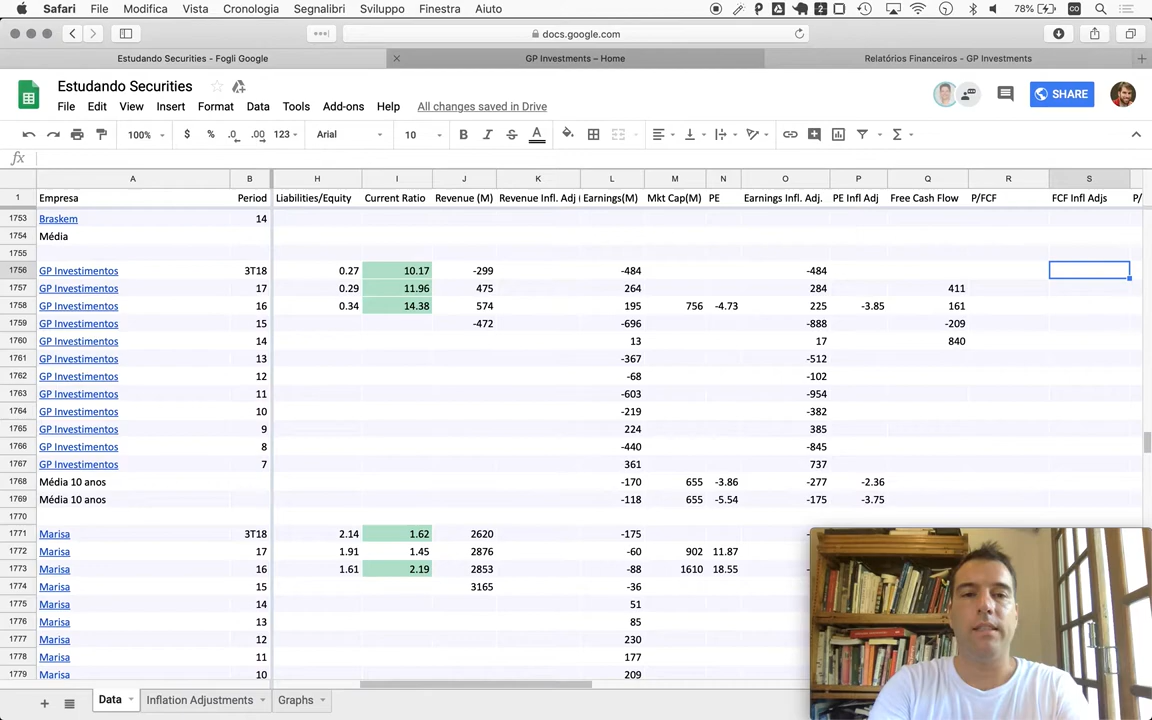 Safari File Modifica Vista Cronologia Segnalibri Sviluppo Finestra Aiuto 2 78%
docs.google.com
Estudando Securities - Fogli Google GP Investments – Home Relatórios Financeiros - GP Investments
Estudando Securities
File Edit View Insert Format Data Tools Add-ons Help All changes saved in Drive SHARE
100% $ % .0 .00 123 Arial 10 B I S A Σ
fx
A B H I J K L M N O P Q R S
1 Empresa Period Liabilities/Equity Current Ratio Revenue (M) Revenue Infl. Adj Earnings(M) Mkt Cap(M) PE Earnings Infl. Adj. PE Infl Adj Free Cash Flow P/FCF FCF Infl Adjs P/
1753 Braskem 14
1754 Média
1755
1756 GP Investimentos 3T18 0.27 10.17 -299 -484 -484
1757 GP Investimentos 17 0.29 11.96 475 264 284 411
1758 GP Investimentos 16 0.34 14.38 574 195 756 -4.73 225 -3.85 161
1759 GP Investimentos 15 -472 -696 -888 -209
1760 GP Investimentos 14 13 17 840
1761 GP Investimentos 13 -367 -512
1762 GP Investimentos 12 -68 -102
1763 GP Investimentos 11 -603 -954
1764 GP Investimentos 10 -219 -382
1765 GP Investimentos 9 224 385
1766 GP Investimentos 8 -440 -845
1767 GP Investimentos 7 361 737
1768 Média 10 anos -170 655 -3.86 -277 -2.36
1769 Média 10 anos -118 655 -5.54 -175 -3.75
1770
1771 Marisa 3T18 2.14 1.62 2620 -175
1772 Marisa 17 1.91 1.45 2876 -60 902 11.87
1773 Marisa 16 1.61 2.19 2853 -88 1610 18.55
1774 Marisa 15 3165 -36
1775 Marisa 14 51
1776 Marisa 13 85
1777 Marisa 12 230
1778 Marisa 11 177
1779 Marisa 10 209
Data Inflation Adjustments Graphs